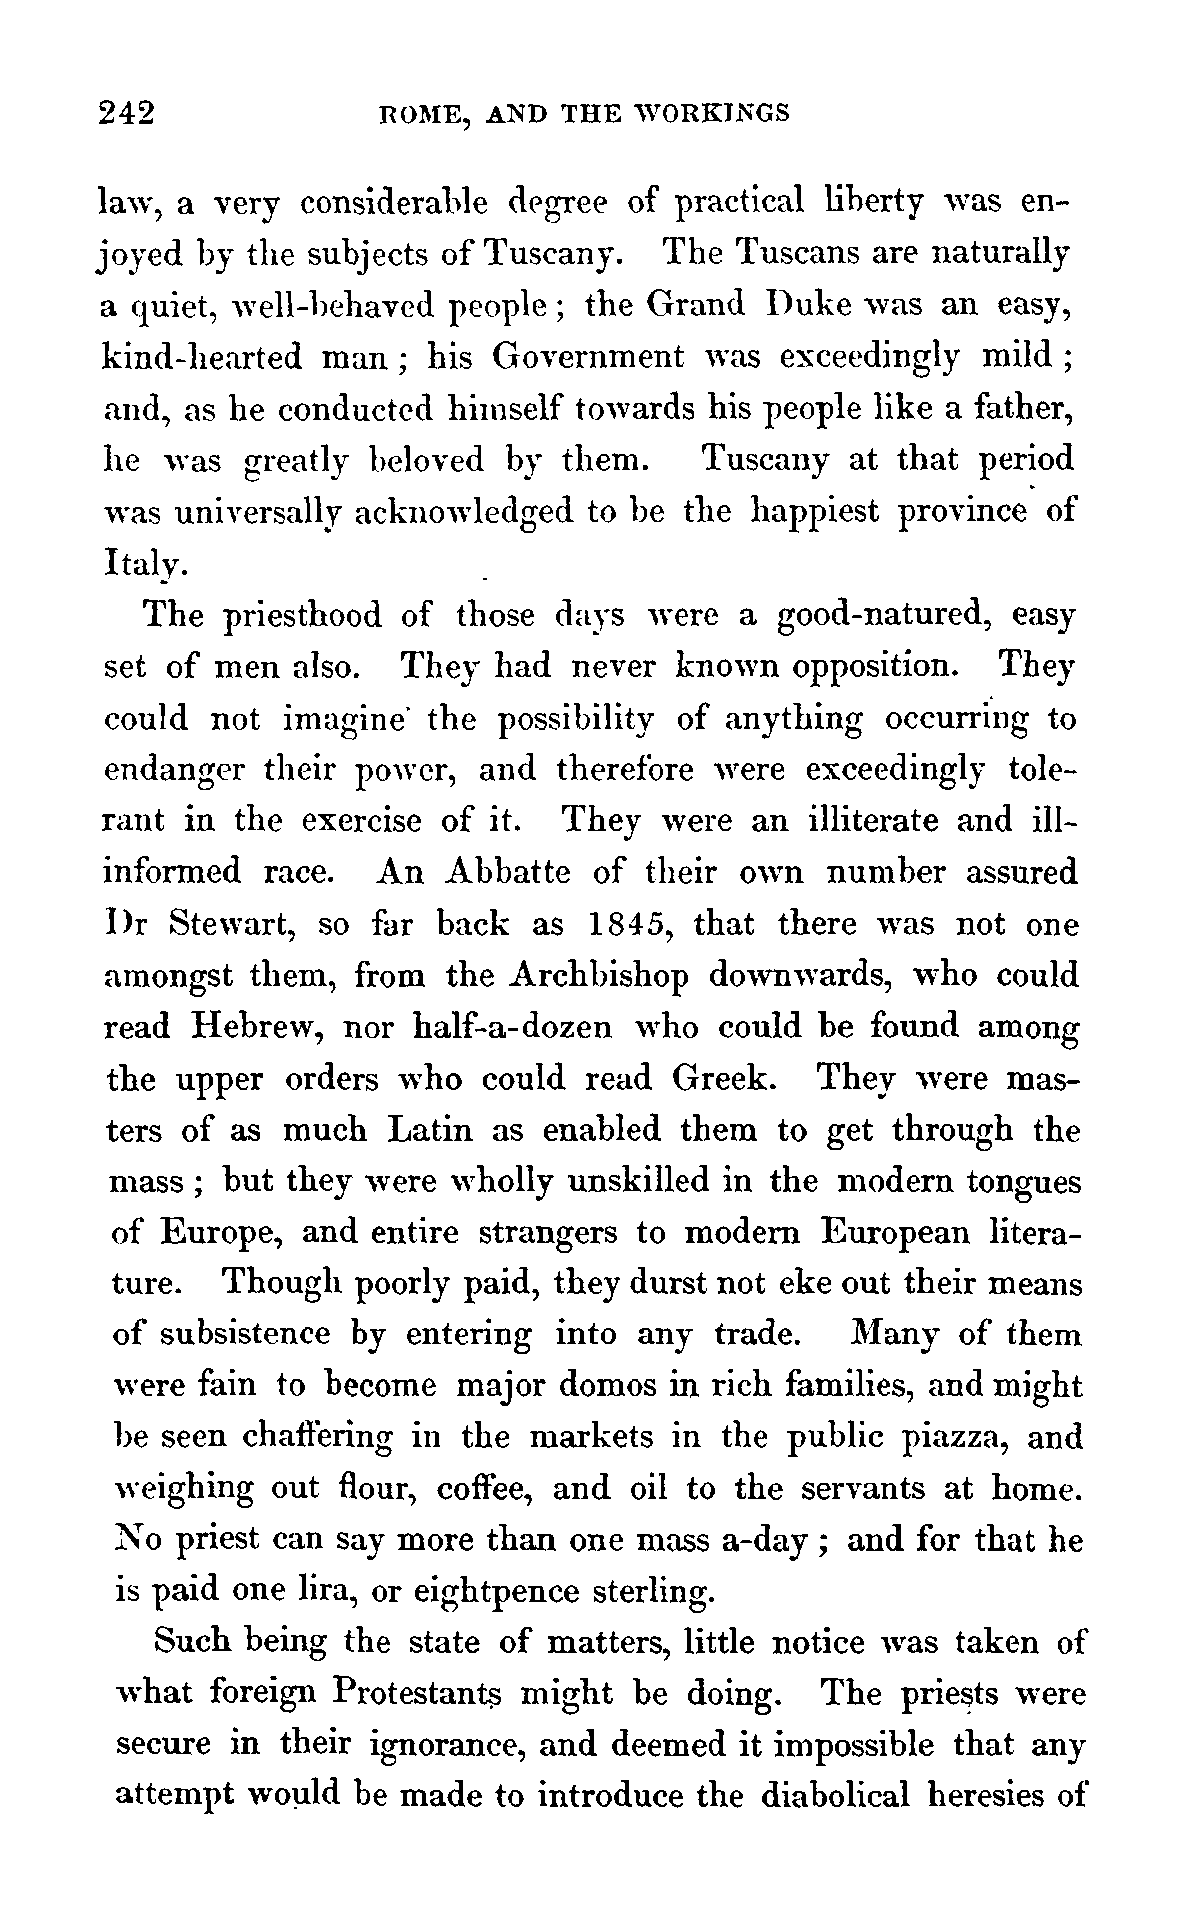 242 ROME, AND THE WORKINGS
law, a very considerable degree of practical liberty was en-
joyed by the subjects of Tuscany. The Tuscans are naturally
a quiet, well-behaved people ; the Grand Duke was an easy,
kind-hearted man ; his Government was exceedingly mild ;
and, as he conducted himself towards his people like a father,
he was greatly beloved by them. Tuscany at that period
was universally acknowledged to be the happiest province of
Italy.
The priesthood of those days were a good-natured, easy
set of men also. They had never known opposition. They
could not imagine the possibility of anything occurring to
endanger their power, and therefore were exceedingly tole-
rant in the exercise of it. They were an illiterate and ill-
informed race. An Abbatte of their own number assured
Dr Stewart, so far back as 1845, that there was not one
amongst them, from the Archbishop downwards, who could
read Hebrew, nor half-a-dozen who could be found among
the upper orders who could read Greek. They were mas-
ters of as much Latin as enabled them to get through the
mass ; but they were wholly unskilled in the modern tongues
of Europe, and entire strangers to modern European litera-
ture. Though poorly paid, they durst not eke out their means
of subsistence by entering into any trade. Many of them
were fain to become major domos in rich families, and might
be seen chaffering in the markets in the public piazza, and
weighing out flour, coffee, and oil to the servants at home.
No priest can say more than one mass a-day ; and for that he
is paid one lira, or eightpence sterling.
Such being the state of matters, little notice was taken of
what foreign Protestants might be doing. The priests were
secure in their ignorance, and deemed it impossible that any
attempt would be made to introduce the diabolical heresies of